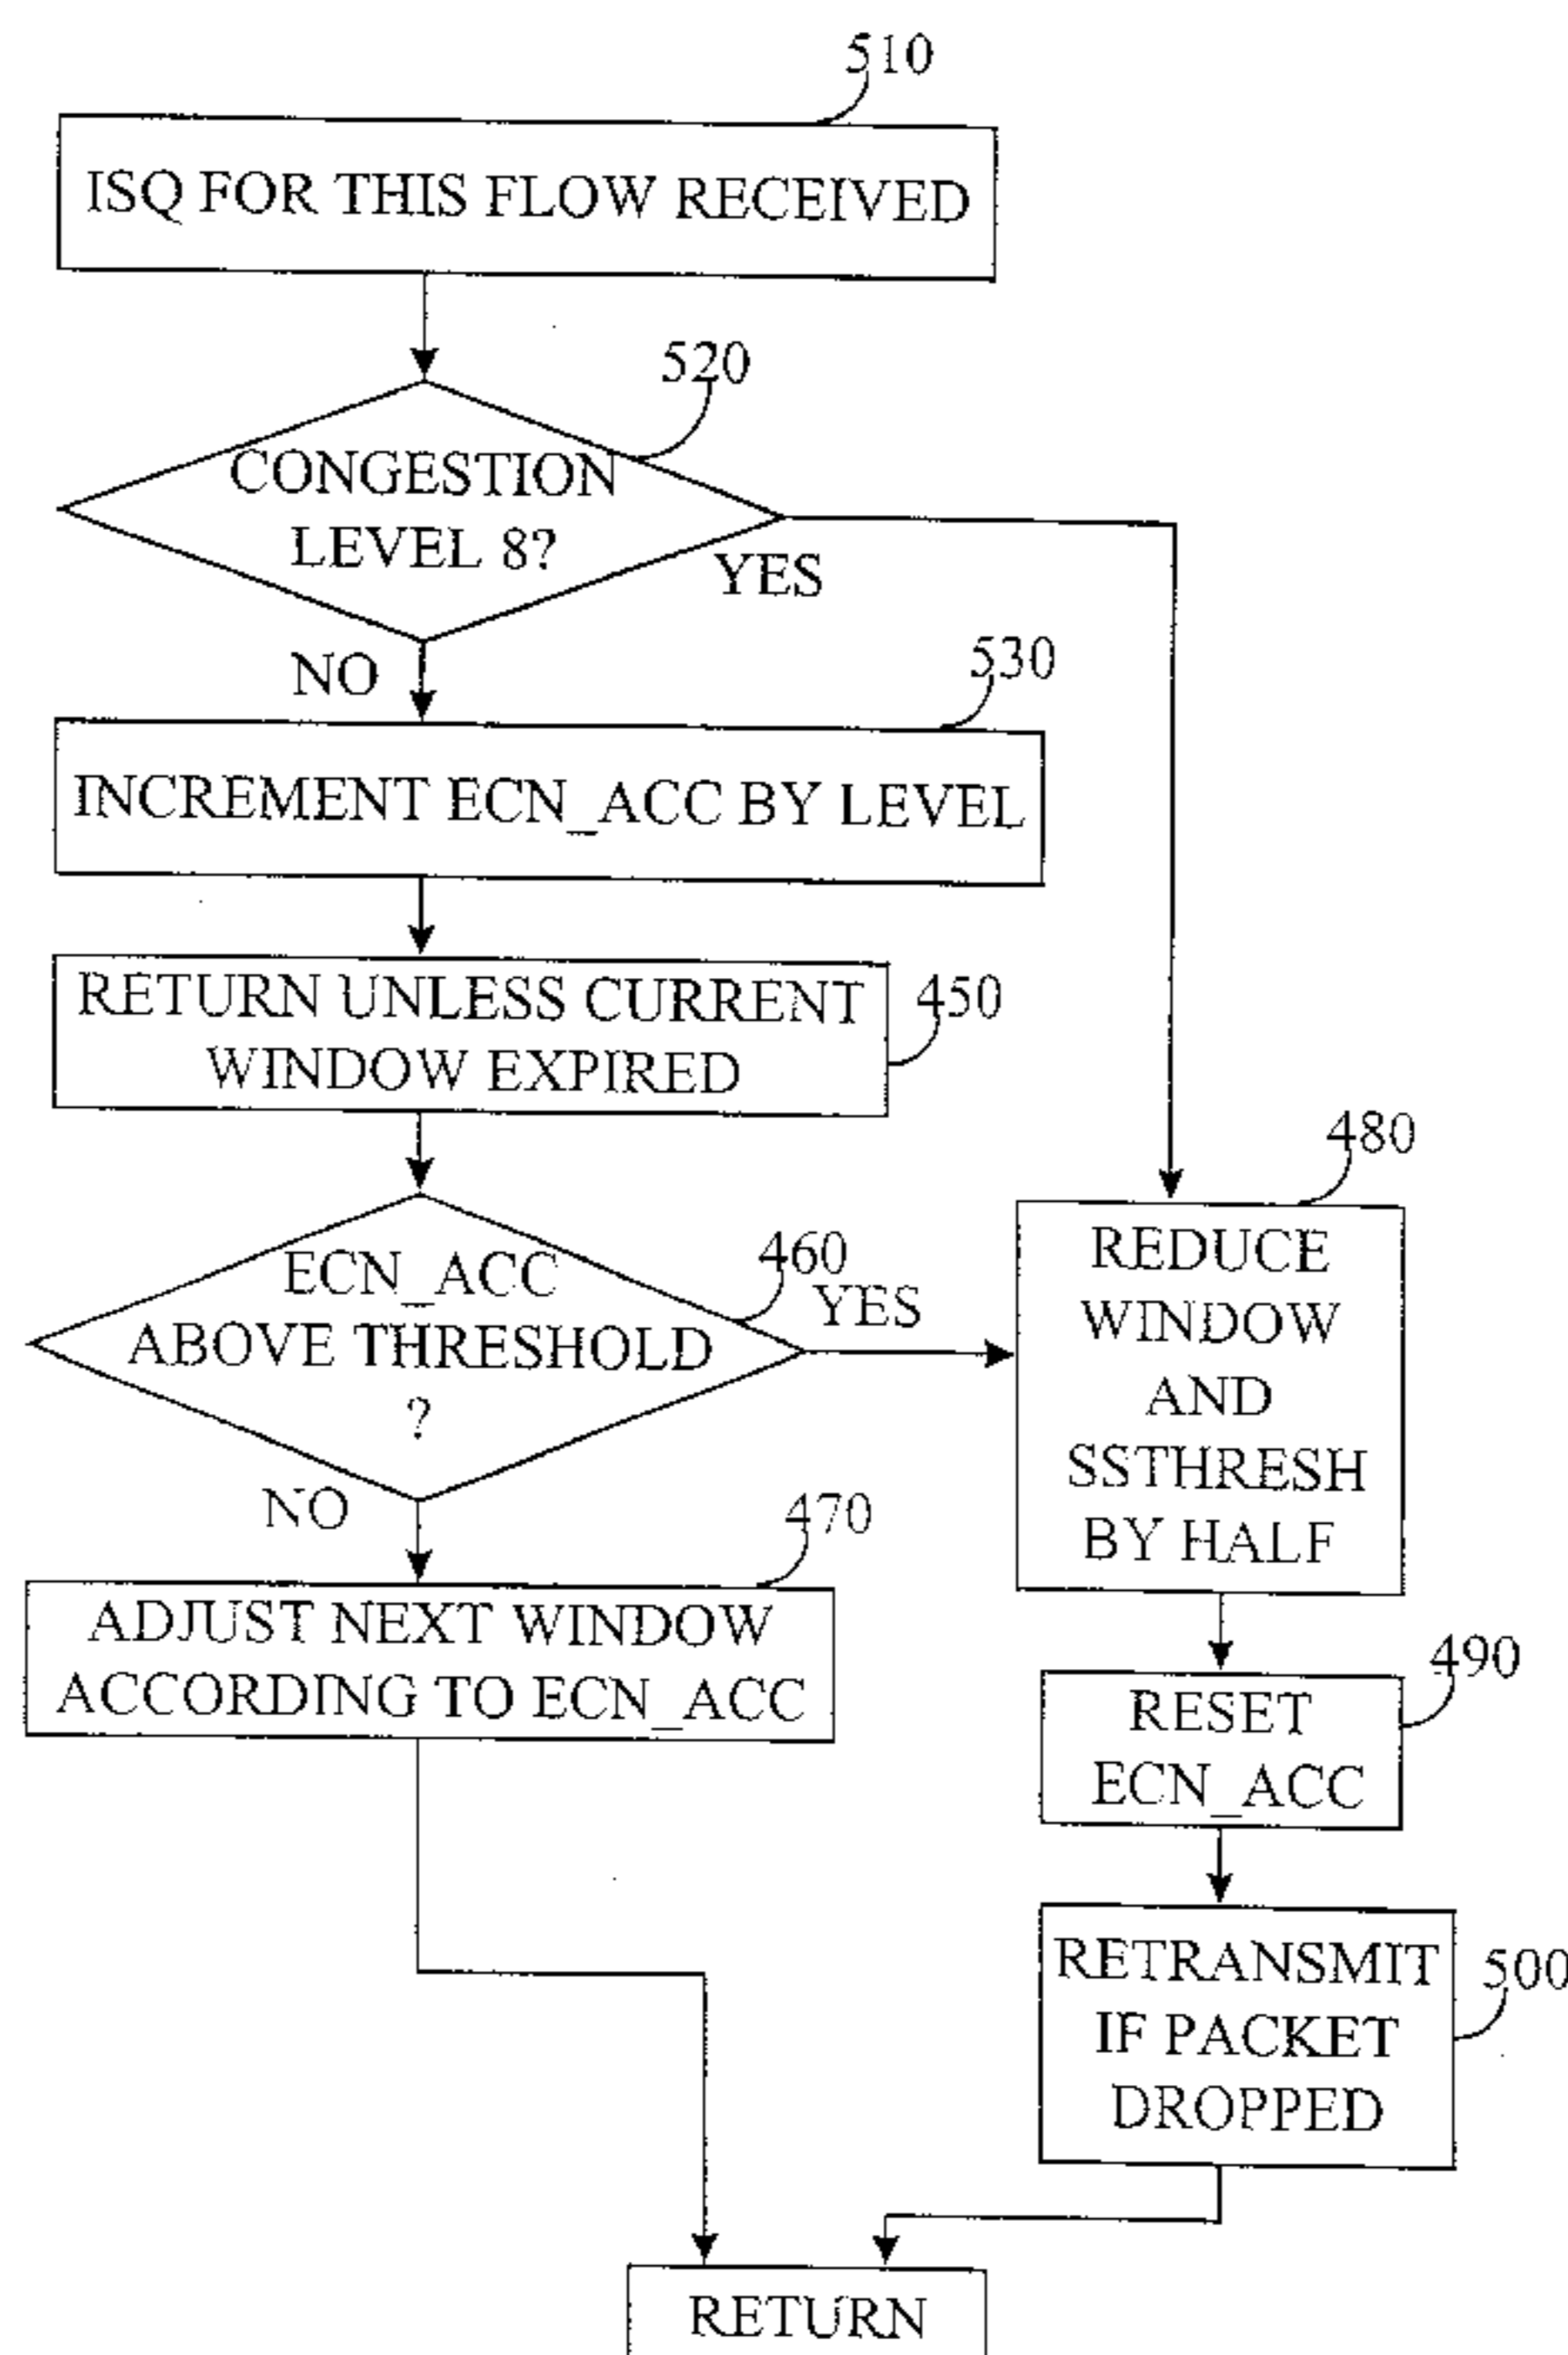 510
ISQ FOR THIS FLOW RECEIVED
520
CONGESTION
LEVEL 8?
YES
NO
530
INCREMENT ECN_ACC BY LEVEL
RETURN UNLESS CURRENT
WINDOW EXPIRED
450
ECN_ACC
ABOVE THRESHOLD
?
460
YES
NO
480
REDUCE
WINDOW
AND
SSTHRESH
BY HALF
470
ADJUST NEXT WINDOW
ACCORDING TO ECN_ACC
490
RESET
ECN_ACC
RETRANSMIT
IF PACKET
DROPPED
500
RETURN